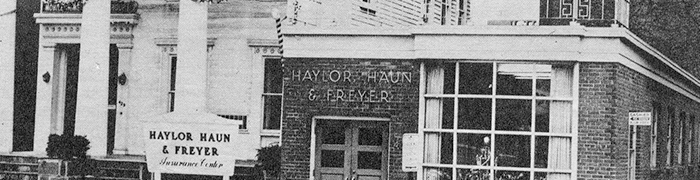 HAYLOR, HAUN
& FREYER
HAYLOR HAUN
& FREYER
Insurance Center